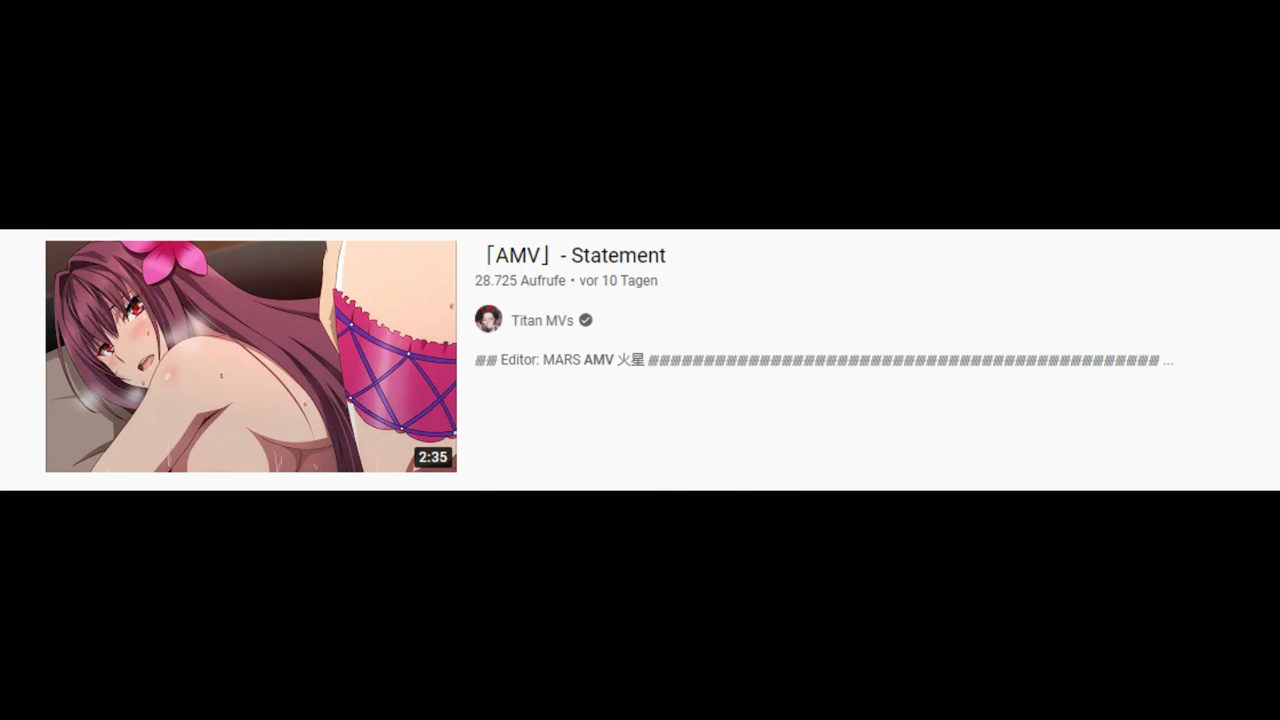 「AMV」 - Statement
28.725 Aufrufe • vor 10 Tagen
Titan MVs
Editor: MARS AMV 火星 ...
2:35